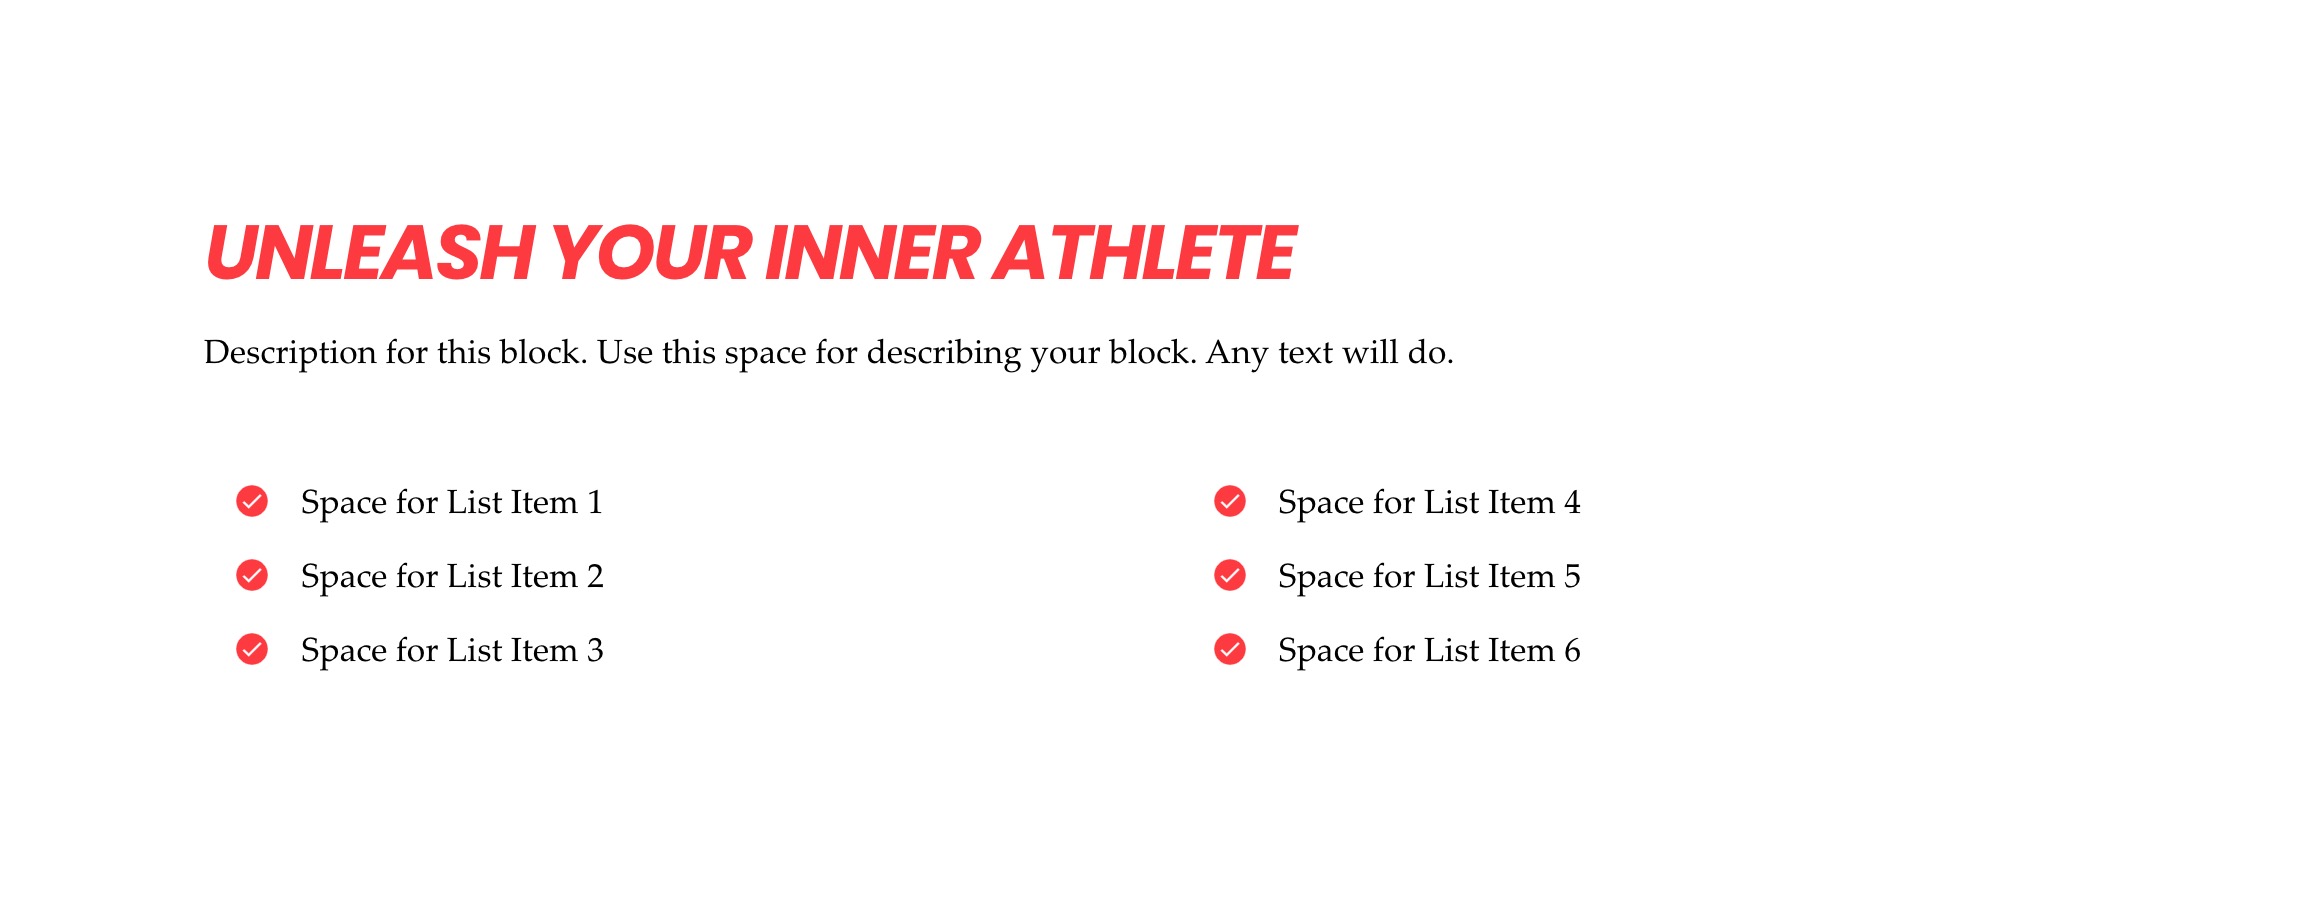 UNLEASH YOUR INNER ATHLETE
Description for this block. Use this space for describing your block. Any text will do.
Space for List Item 1
Space for List Item 2
Space for List Item 3
Space for List Item 4
Space for List Item 5
Space for List Item 6